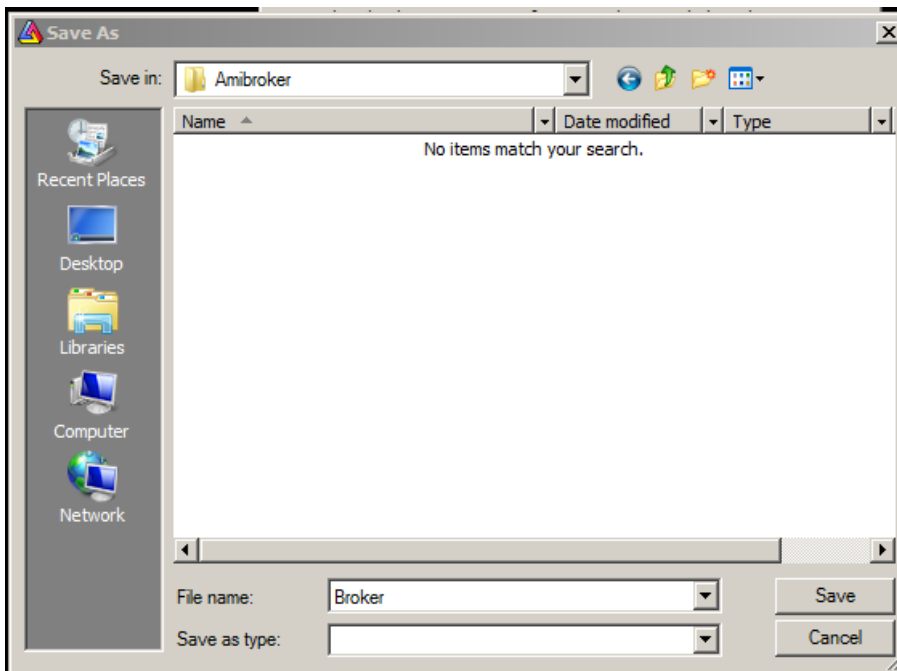 Save As
Save in: Amibroker
Name Date modified Type
No items match your search.
Recent Places
Desktop
Libraries
Computer
Network
File name: Broker Save
Save as type: Cancel